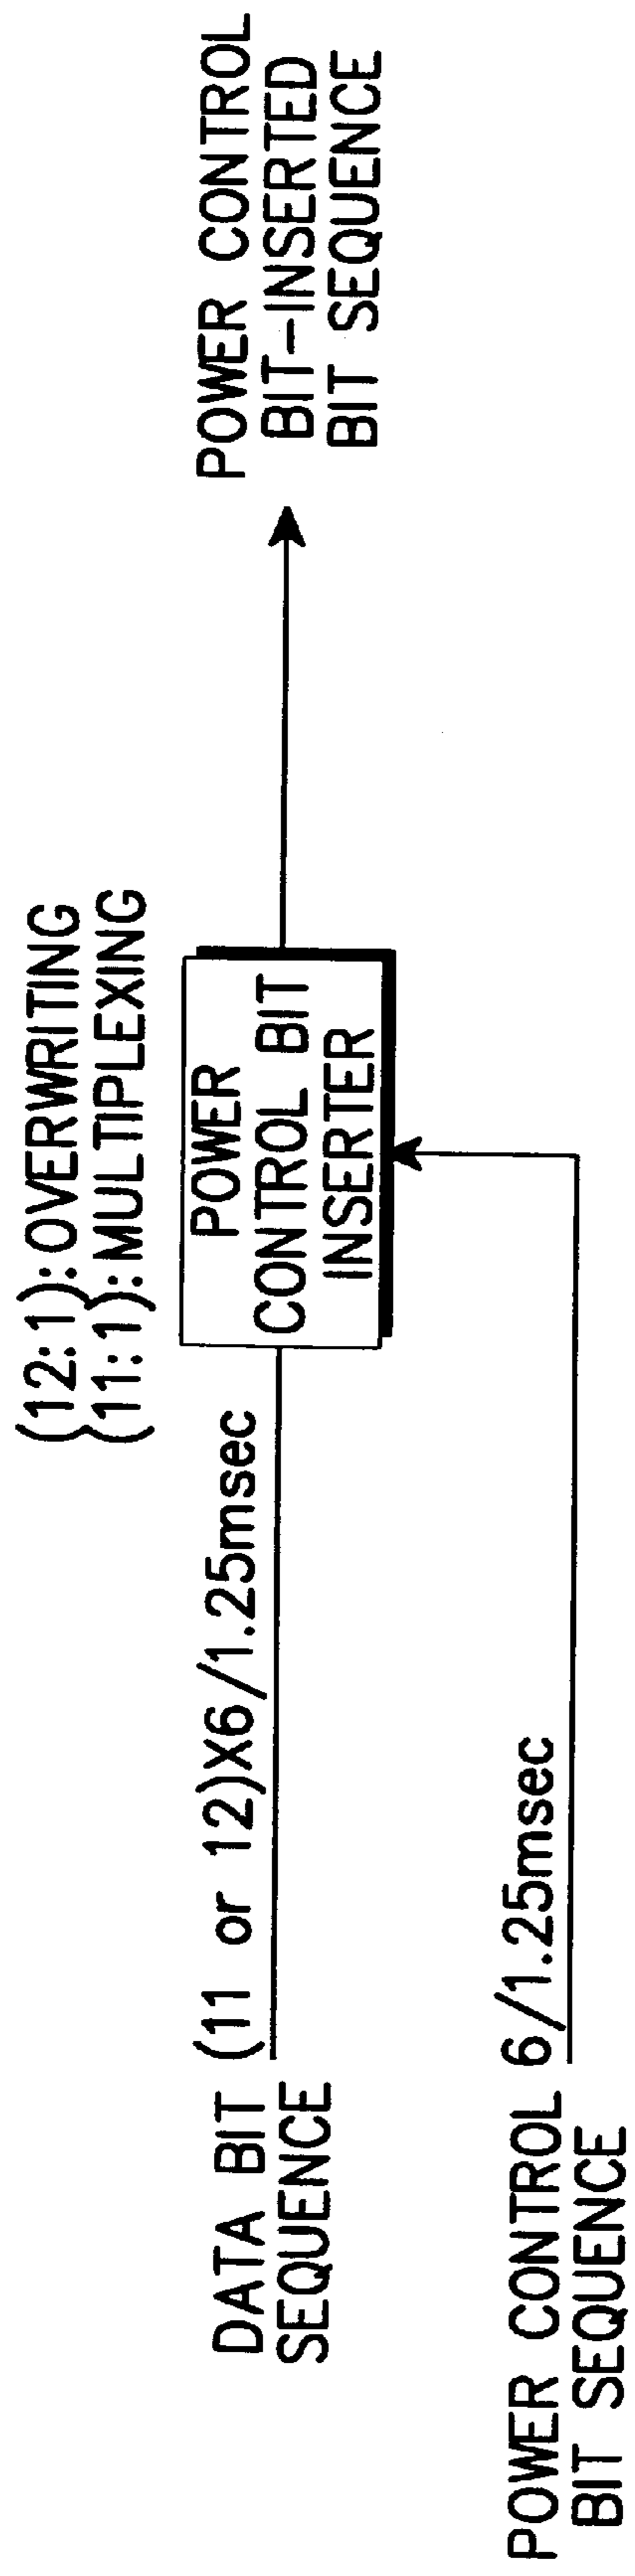 (12:1):OVERWRITING
(11:1):MULTIPLEXING
DATA BIT
SEQUENCE
(11 or 12)X6/1.25msec
POWER
CONTROL BIT
INSERTER
POWER CONTROL
BIT-INSERTED
BIT SEQUENCE
POWER CONTROL
BIT SEQUENCE
6/1.25msec